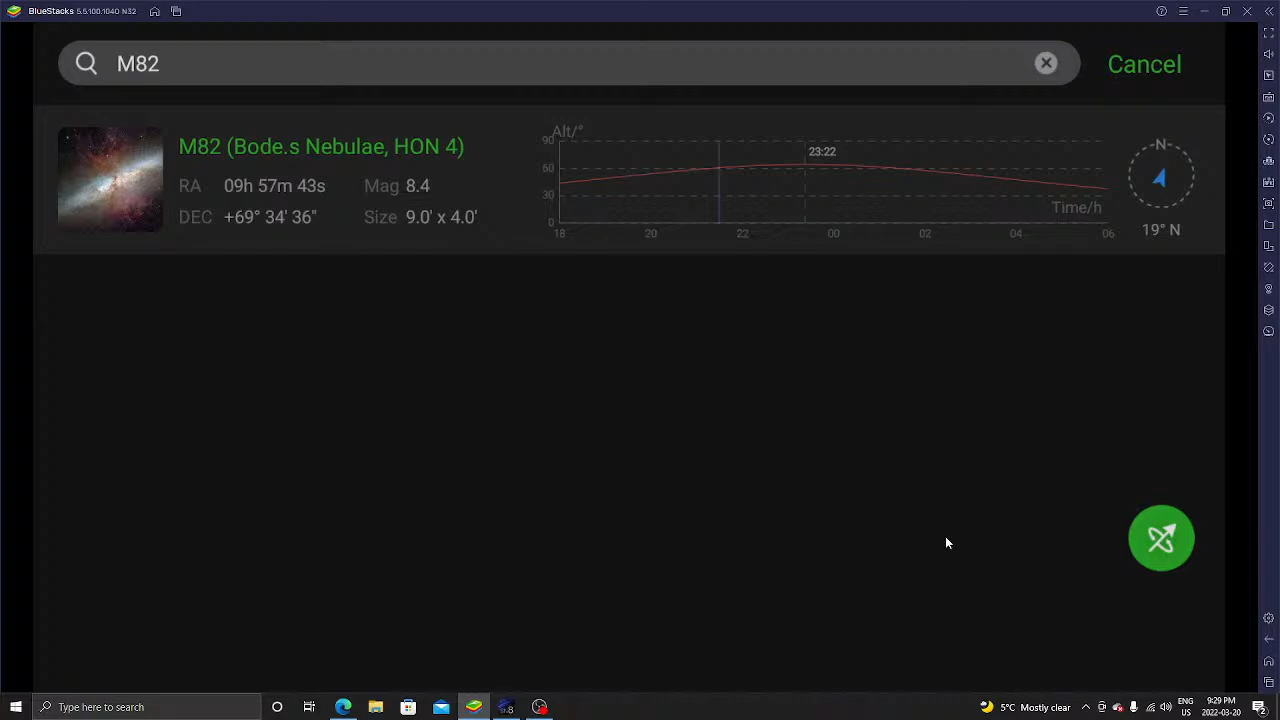 BlueStacks 5.5.100.1040 N32
M82
Cancel
M82 (Bode.s Nebulae, HON 4)
RA 09h 57m 43s Mag 8.4
DEC +69° 34' 36" Size 9.0' x 4.0'
Alt/°
90
60
30
0
23:22
Time/h
18 20 22 00 02 04 06
N
19° N
Type here to search
5°C Mostly clear
ENG
US
9:29 PM
2022-03-20